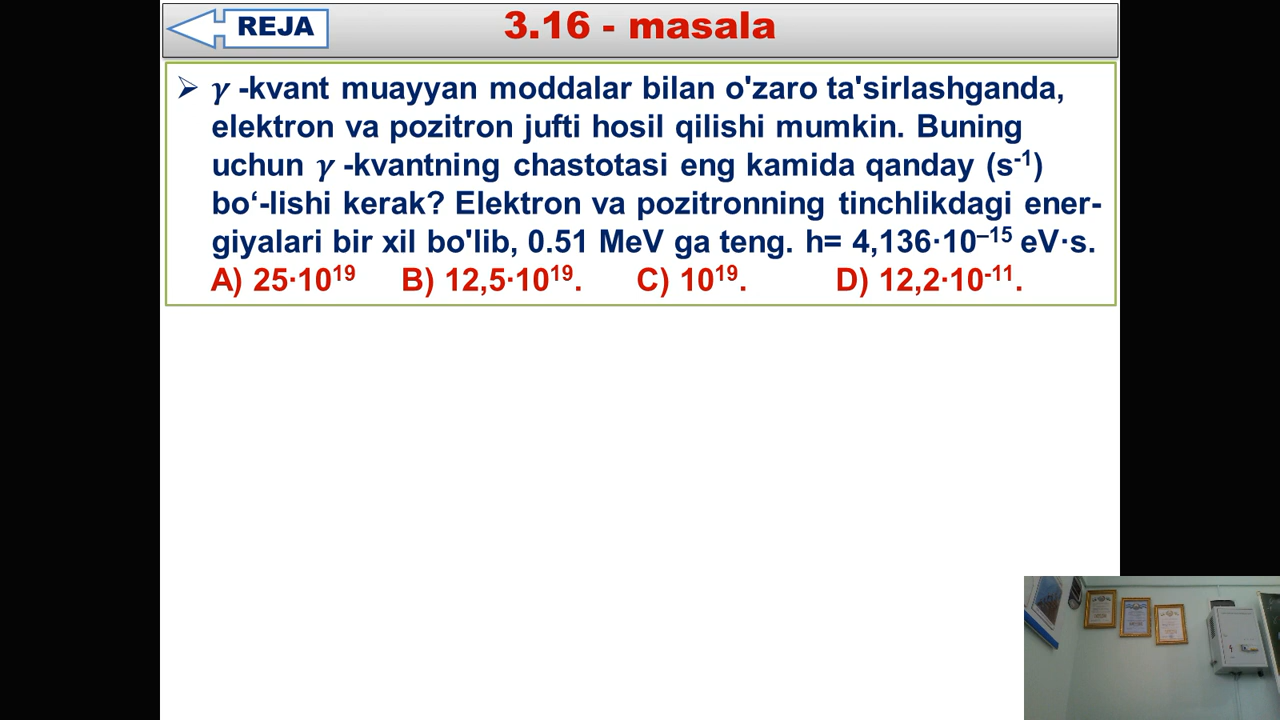 REJA
3.16 - masala
➢ γ -kvant muayyan moddalar bilan o'zaro ta'sirlashganda,
elektron va pozitron jufti hosil qilishi mumkin. Buning
uchun γ -kvantning chastotasi eng kamida qanday (s⁻¹)
bo‘-lishi kerak? Elektron va pozitronning tinchlikdagi ener-
giyalari bir xil bo'lib, 0.51 MeV ga teng. h= 4,136·10⁻¹⁵ eV·s.
A) 25·10¹⁹ B) 12,5·10¹⁹. C) 10¹⁹. D) 12,2·10⁻¹¹.